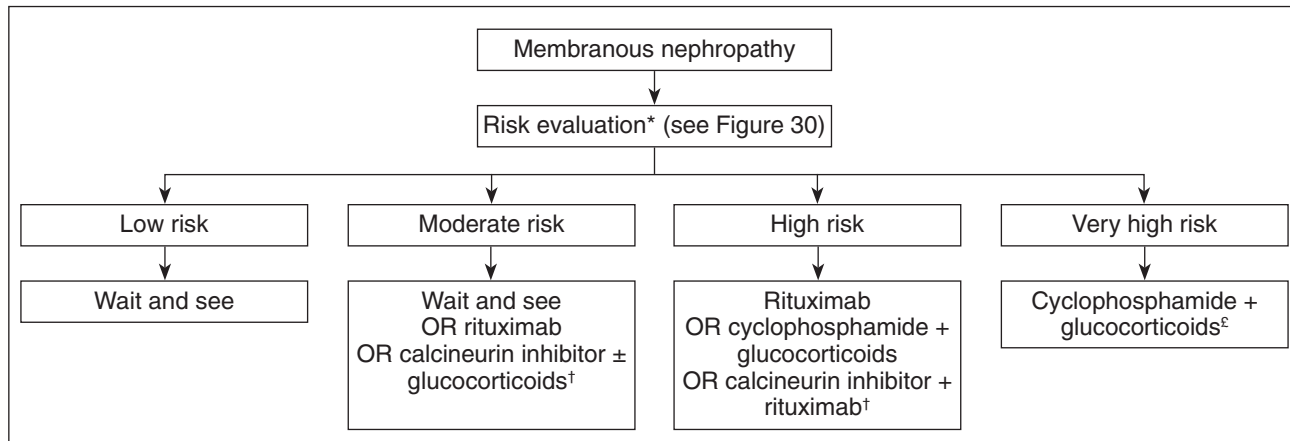 Membranous nephropathy
Risk evaluation* (see Figure 30)
Low risk
Moderate risk
High risk
Very high risk
Wait and see
Wait and see
OR rituximab
OR calcineurin inhibitor ±
glucocorticoids†
Rituximab
OR cyclophosphamide +
glucocorticoids
OR calcineurin inhibitor +
rituximab†
Cyclophosphamide +
glucocorticoids£